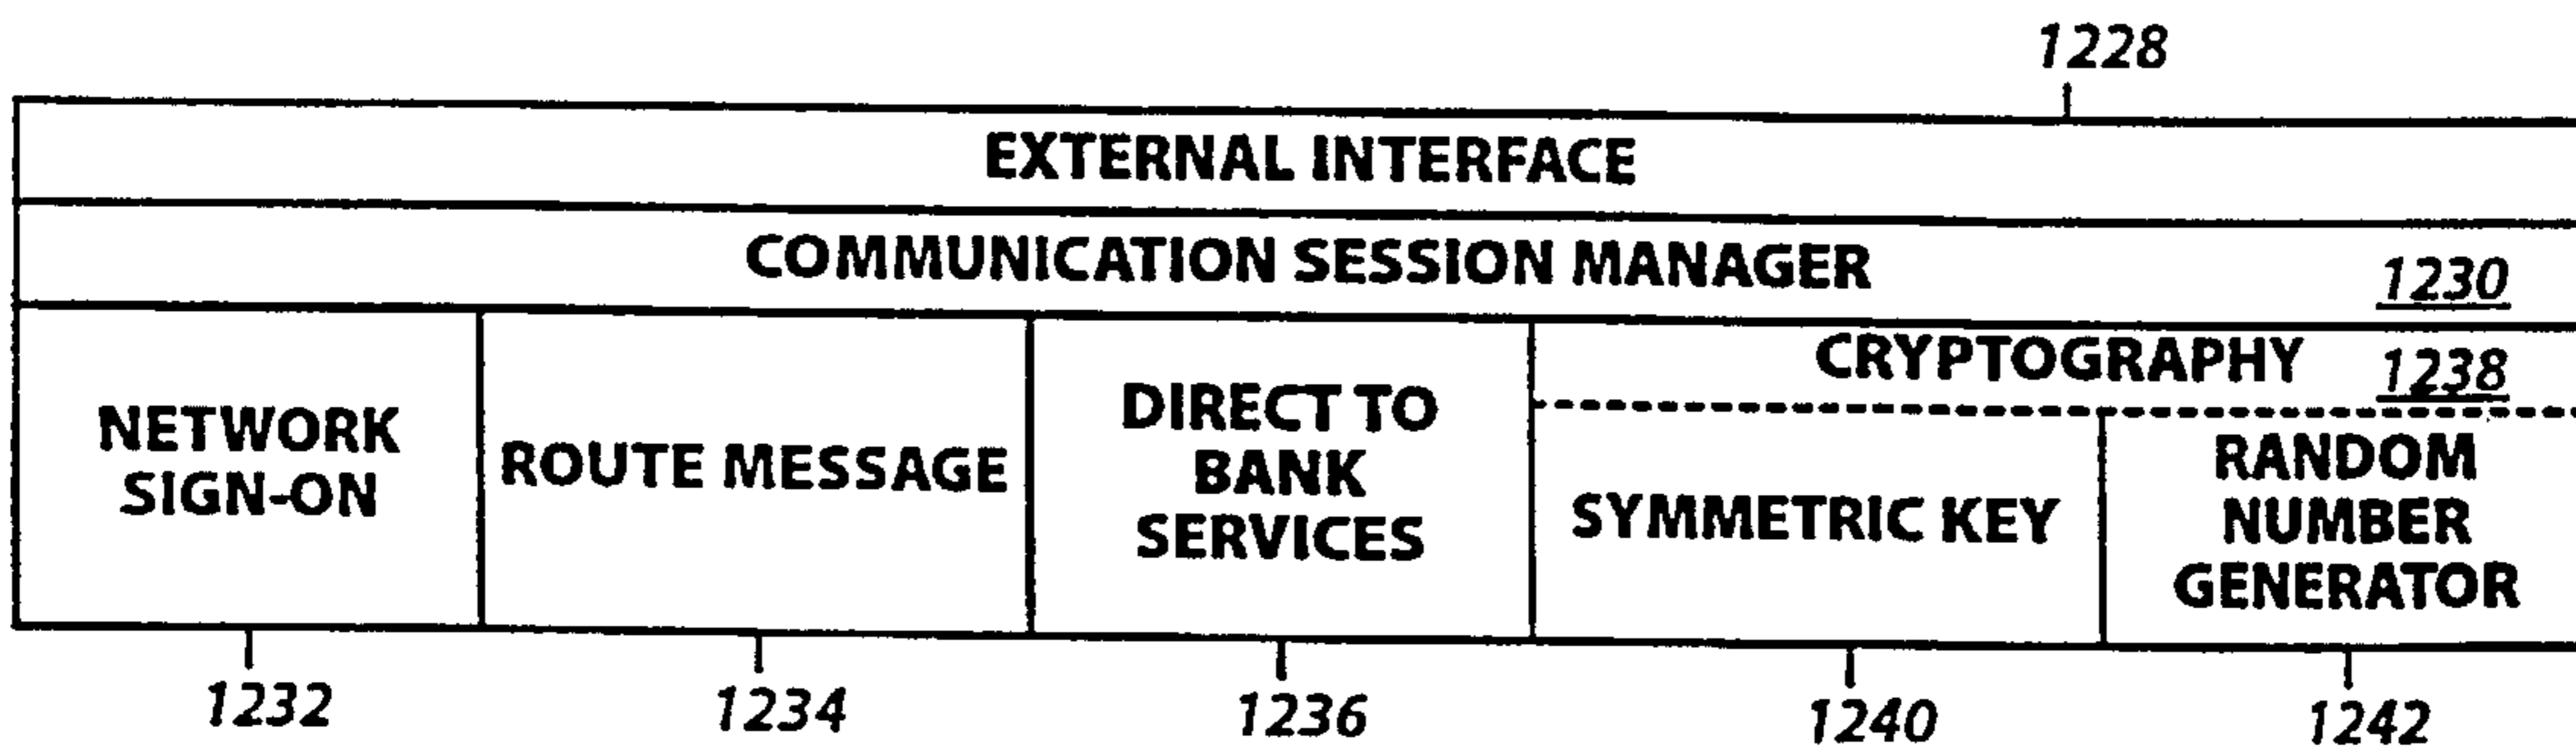 1228
EXTERNAL INTERFACE
COMMUNICATION SESSION MANAGER 1230
NETWORK
SIGN-ON
ROUTE MESSAGE
DIRECT TO
BANK
SERVICES
CRYPTOGRAPHY 1238
SYMMETRIC KEY
RANDOM
NUMBER
GENERATOR
1232 1234 1236 1240 1242